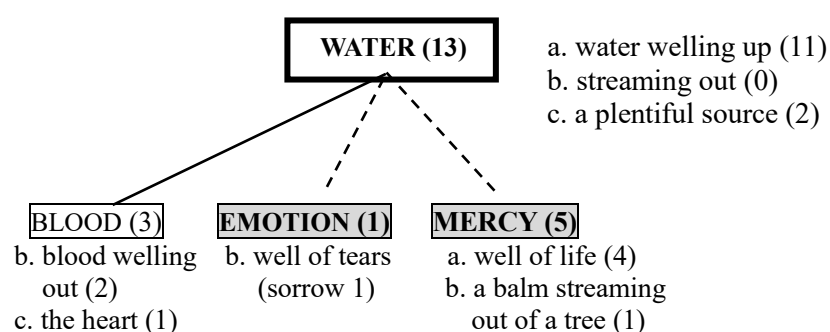 WATER (13)
a. water welling up (11)
b. streaming out (0)
c. a plentiful source (2)
BLOOD (3)
b. blood welling
out (2)
c. the heart (1)
EMOTION (1)
b. well of tears
(sorrow 1)
MERCY (5)
a. well of life (4)
b. a balm streaming
out of a tree (1)